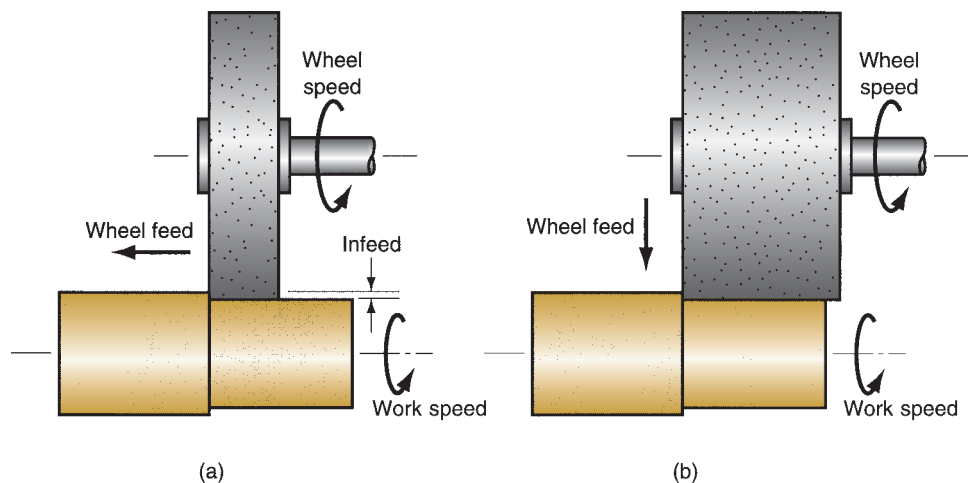 Wheel
speed
Wheel feed
Infeed
Work speed
(a)
Wheel
speed
Wheel feed
Work speed
(b)